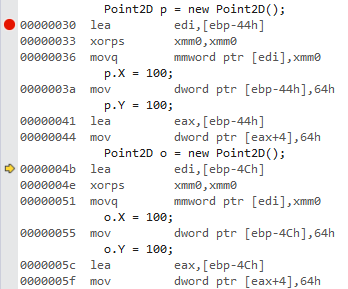 Point2D p = new Point2D();
00000030 lea edi,[ebp-44h]
00000033 xorps xmm0,xmm0
00000036 movq mmword ptr [edi],xmm0
p.X = 100;
0000003a mov dword ptr [ebp-44h],64h
p.Y = 100;
00000041 lea eax,[ebp-44h]
00000044 mov dword ptr [eax+4],64h
Point2D o = new Point2D();
0000004b lea edi,[ebp-4Ch]
0000004e xorps xmm0,xmm0
00000051 movq mmword ptr [edi],xmm0
o.X = 100;
00000055 mov dword ptr [ebp-4Ch],64h
o.Y = 100;
0000005c lea eax,[ebp-4Ch]
0000005f mov dword ptr [eax+4],64h